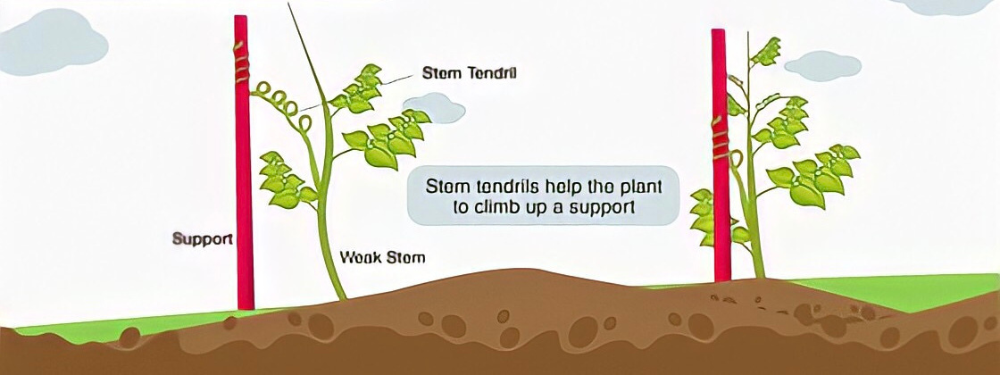 Stem Tendril
Stem tendrils help the plant
to climb up a support
Support
Weak Stem